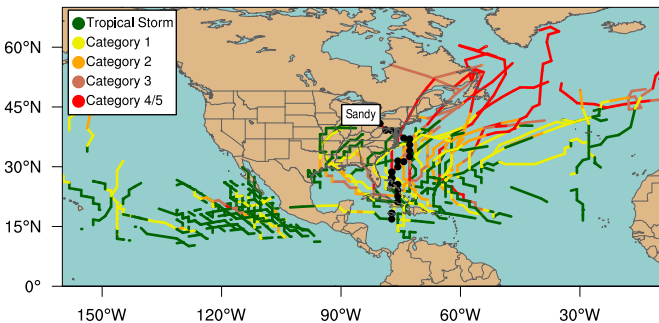 Tropical Storm
Category 1
Category 2
Category 3
Category 4/5
Sandy
60°N
45°N
30°N
15°N
0°
150°W
120°W
90°W
60°W
30°W